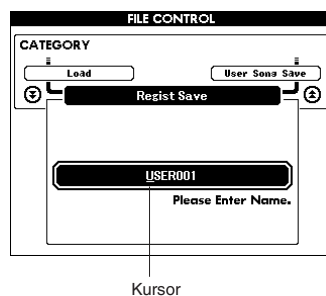 FILE CONTROL
CATEGORY
Load
User Song Save
Regist Save
USER001
Please Enter Name.
Kursor